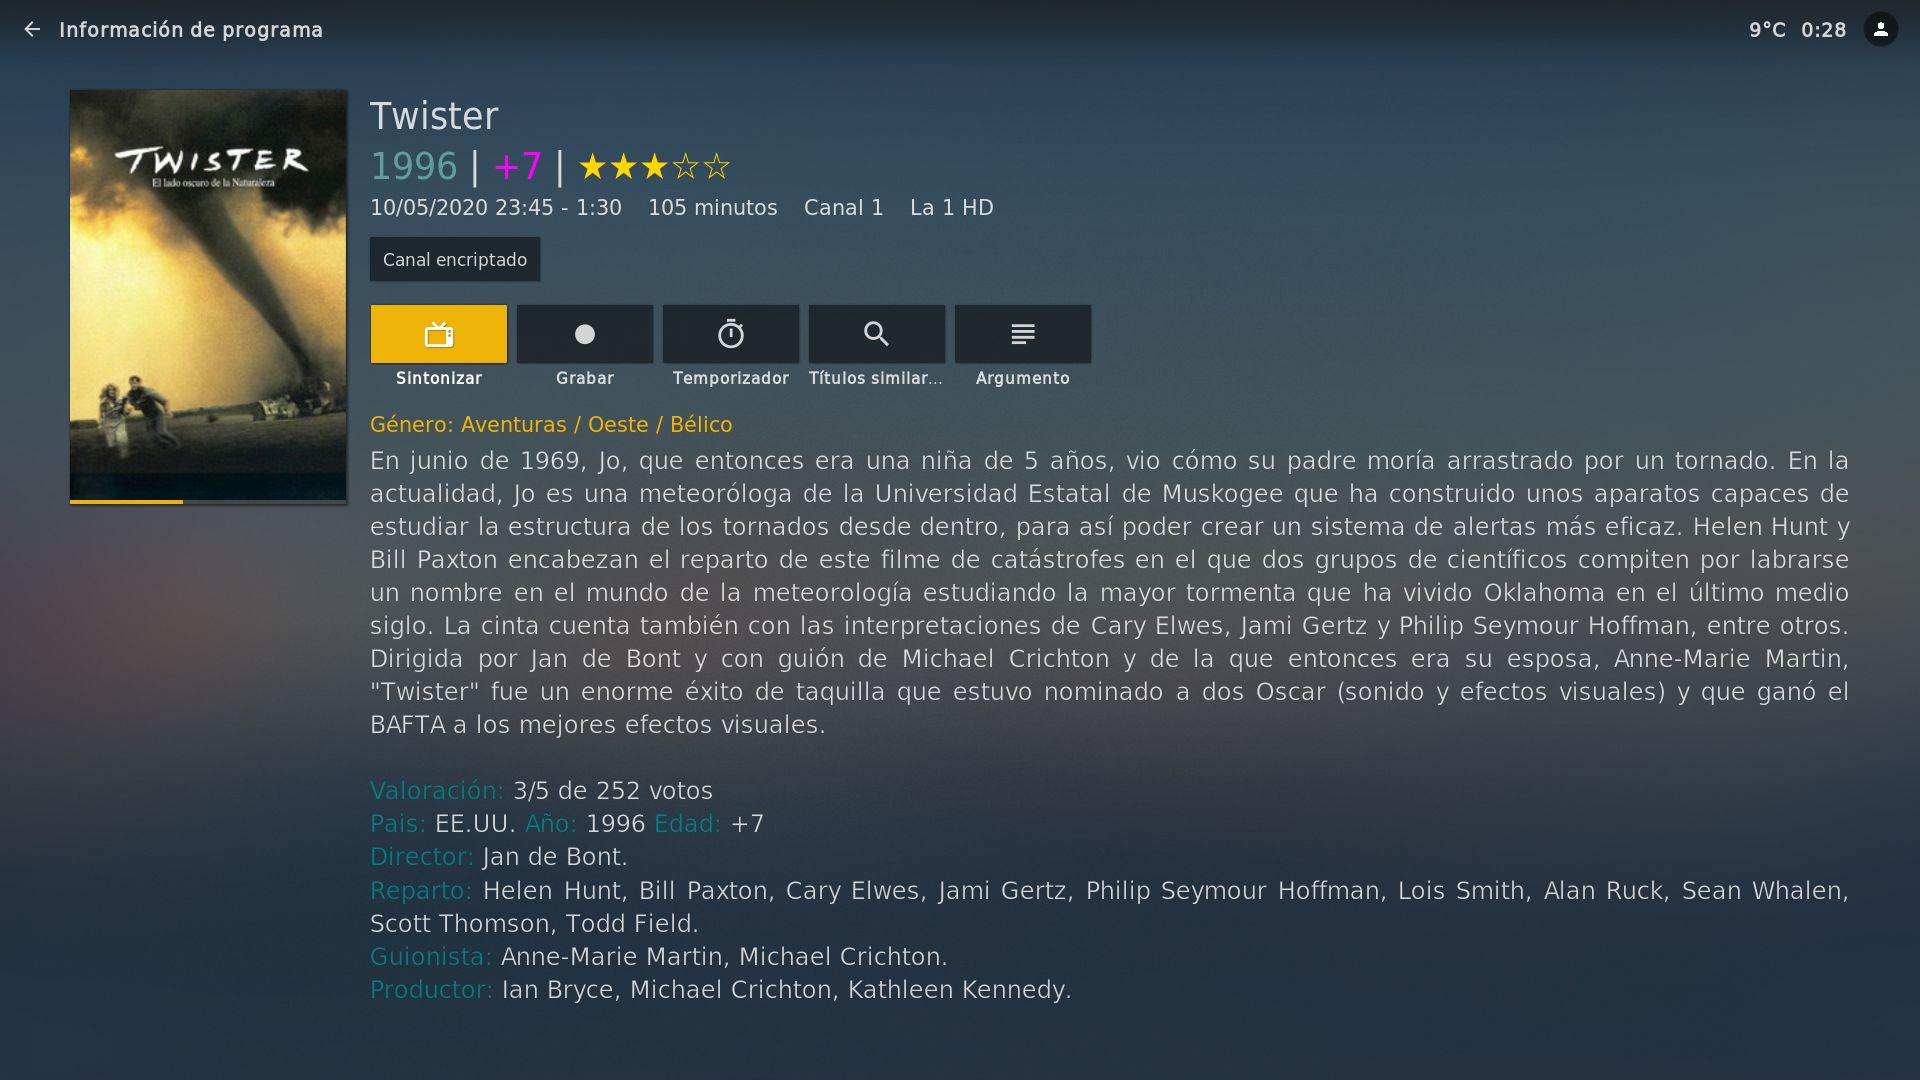 Información de programa
9°C 0:28
TWISTER
El lado oscuro de la Naturaleza
Twister
1996 | +7 | ★★★☆☆
10/05/2020 23:45 - 1:30 105 minutos Canal 1 La 1 HD
Canal encriptado
Sintonizar Grabar Temporizador Títulos similar... Argumento
Género: Aventuras / Oeste / Bélico
En junio de 1969, Jo, que entonces era una niña de 5 años, vio cómo su padre moría arrastrado por un tornado. En la
actualidad, Jo es una meteoróloga de la Universidad Estatal de Muskogee que ha construido unos aparatos capaces de
estudiar la estructura de los tornados desde dentro, para así poder crear un sistema de alertas más eficaz. Helen Hunt y
Bill Paxton encabezan el reparto de este filme de catástrofes en el que dos grupos de científicos compiten por labrarse
un nombre en el mundo de la meteorología estudiando la mayor tormenta que ha vivido Oklahoma en el último medio
siglo. La cinta cuenta también con las interpretaciones de Cary Elwes, Jami Gertz y Philip Seymour Hoffman, entre otros.
Dirigida por Jan de Bont y con guión de Michael Crichton y de la que entonces era su esposa, Anne-Marie Martin,
"Twister" fue un enorme éxito de taquilla que estuvo nominado a dos Oscar (sonido y efectos visuales) y que ganó el
BAFTA a los mejores efectos visuales.
Valoración: 3/5 de 252 votos
Pais: EE.UU. Año: 1996 Edad: +7
Director: Jan de Bont.
Reparto: Helen Hunt, Bill Paxton, Cary Elwes, Jami Gertz, Philip Seymour Hoffman, Lois Smith, Alan Ruck, Sean Whalen,
Scott Thomson, Todd Field.
Guionista: Anne-Marie Martin, Michael Crichton.
Productor: Ian Bryce, Michael Crichton, Kathleen Kennedy.